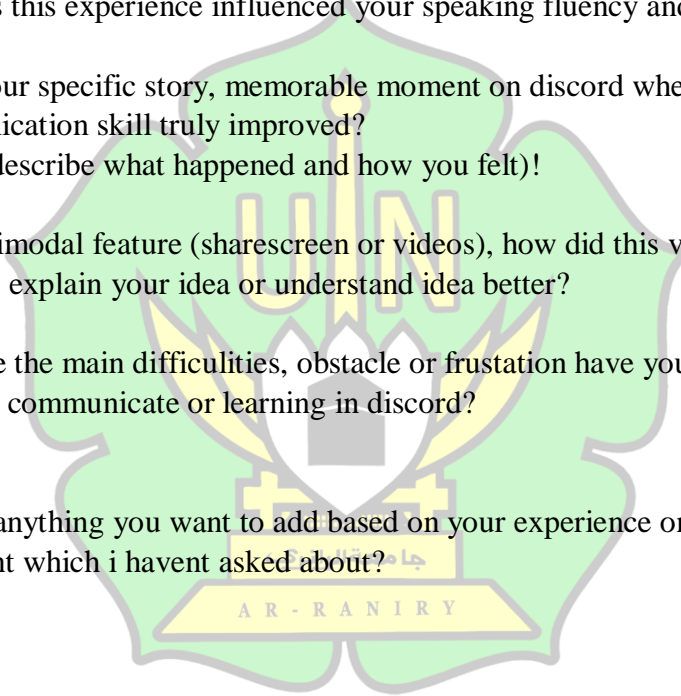 s this experience influenced your speaking fluency and
our specific story, memorable moment on discord whe
ication skill truly improved?
describe what happened and how you felt)!
imodal feature (sharescreen or videos), how did this v
explain your idea or understand idea better?
e the main difficulities, obstacle or frustation have you
communicate or learning in discord?
anything you want to add based on your experience or
nt which i havent asked about?
UIN
جامعة الرانري
AR-RANIRY